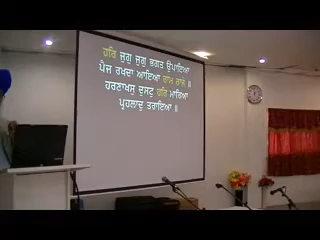 ਹਰਿ ਜੁਗੁ ਜੁਗੁ ਭਗਤ ਉਪਾਇਆ
ਪੈਜ ਰਖਦਾ ਆਇਆ ਰਾਮ ਰਾਜੇ ॥
ਹਰਣਾਖਸੁ ਦੁਸਟੁ ਹਰਿ ਮਾਰਿਆ
ਪ੍ਰਹਲਾਦੁ ਤਰਾਇਆ ॥